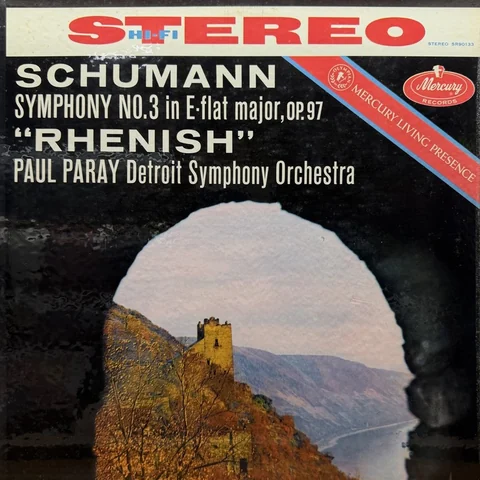 STEREO
HI-FI
STEREO SR90133
SCHUMANN
SYMPHONY NO.3 in E-flat major, OP. 97
"RHENISH"
PAUL PARAY Detroit Symphony Orchestra
MERCURY LIVING PRESENCE
Mercury
RECORDS